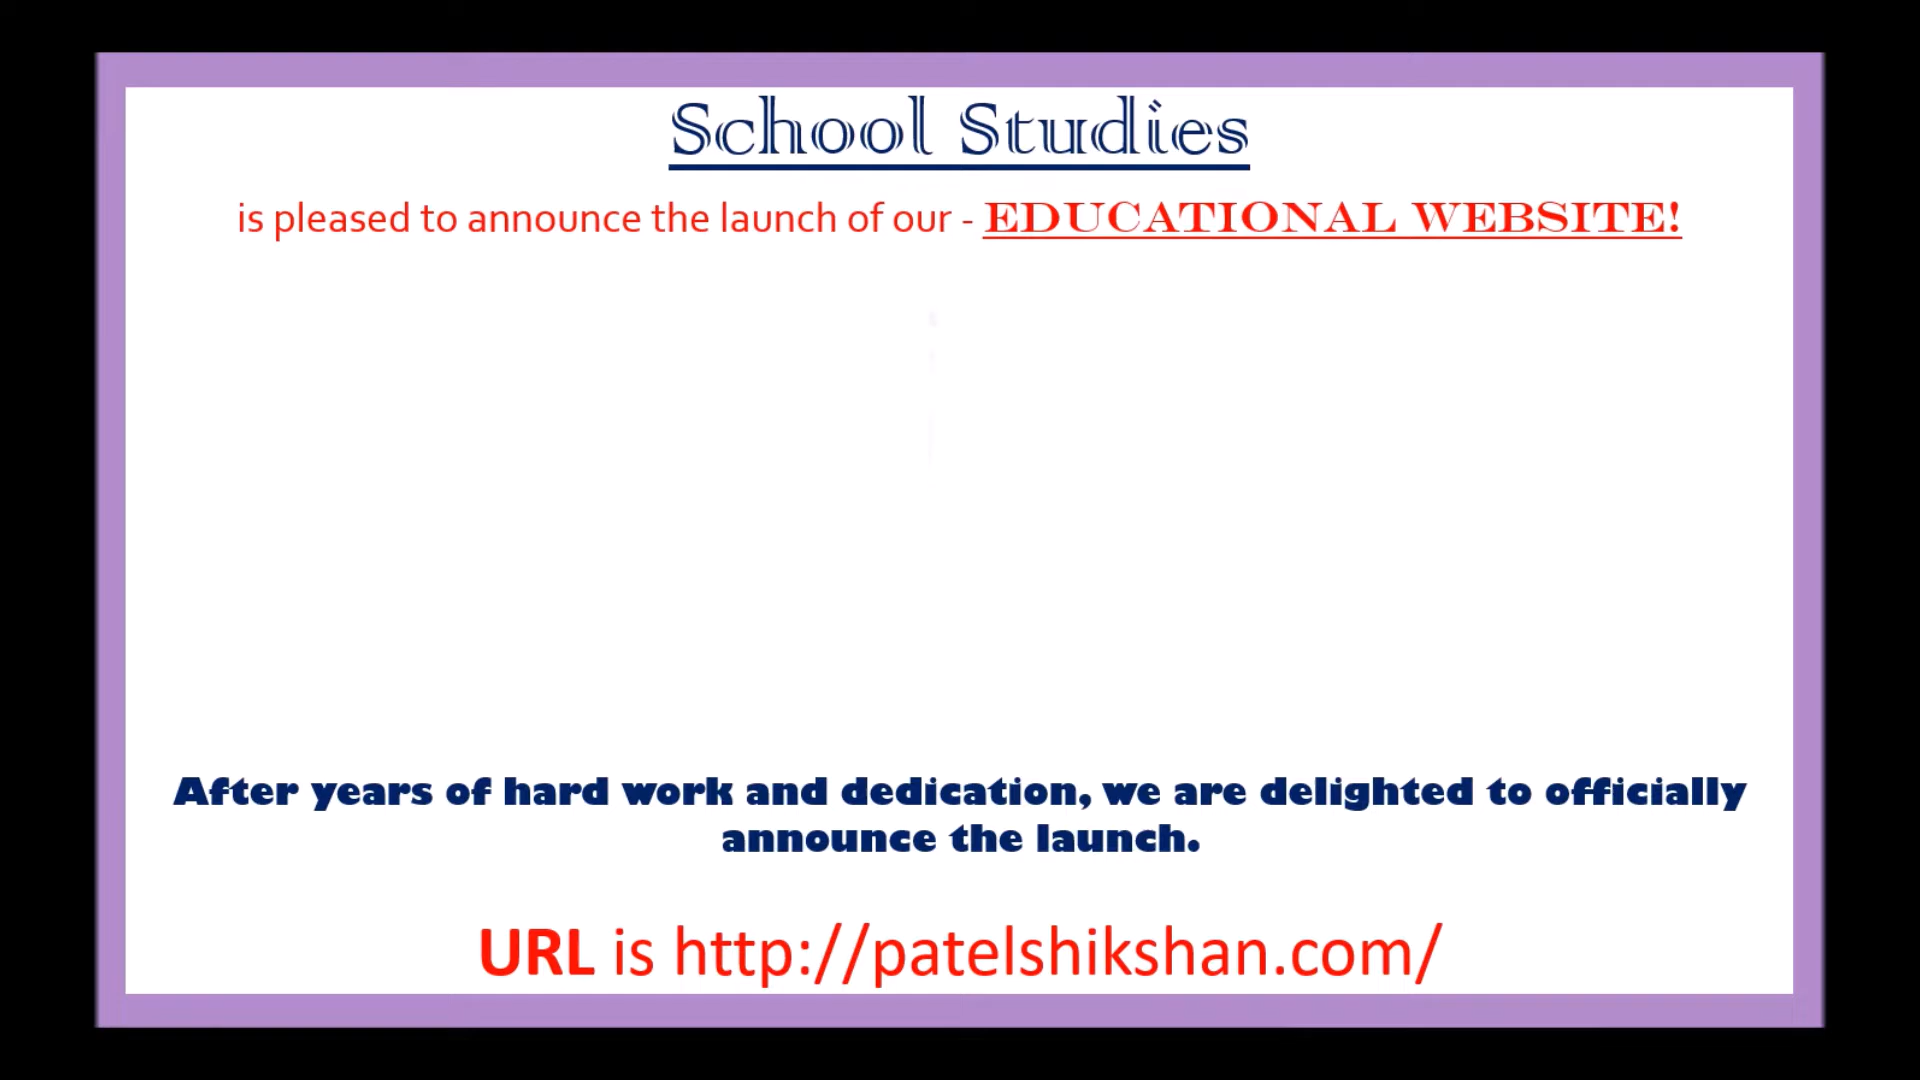 School Studies
is pleased to announce the launch of our - EDUCATIONAL WEBSITE!
After years of hard work and dedication, we are delighted to officially
announce the launch.
URL is http://patelshikshan.com/